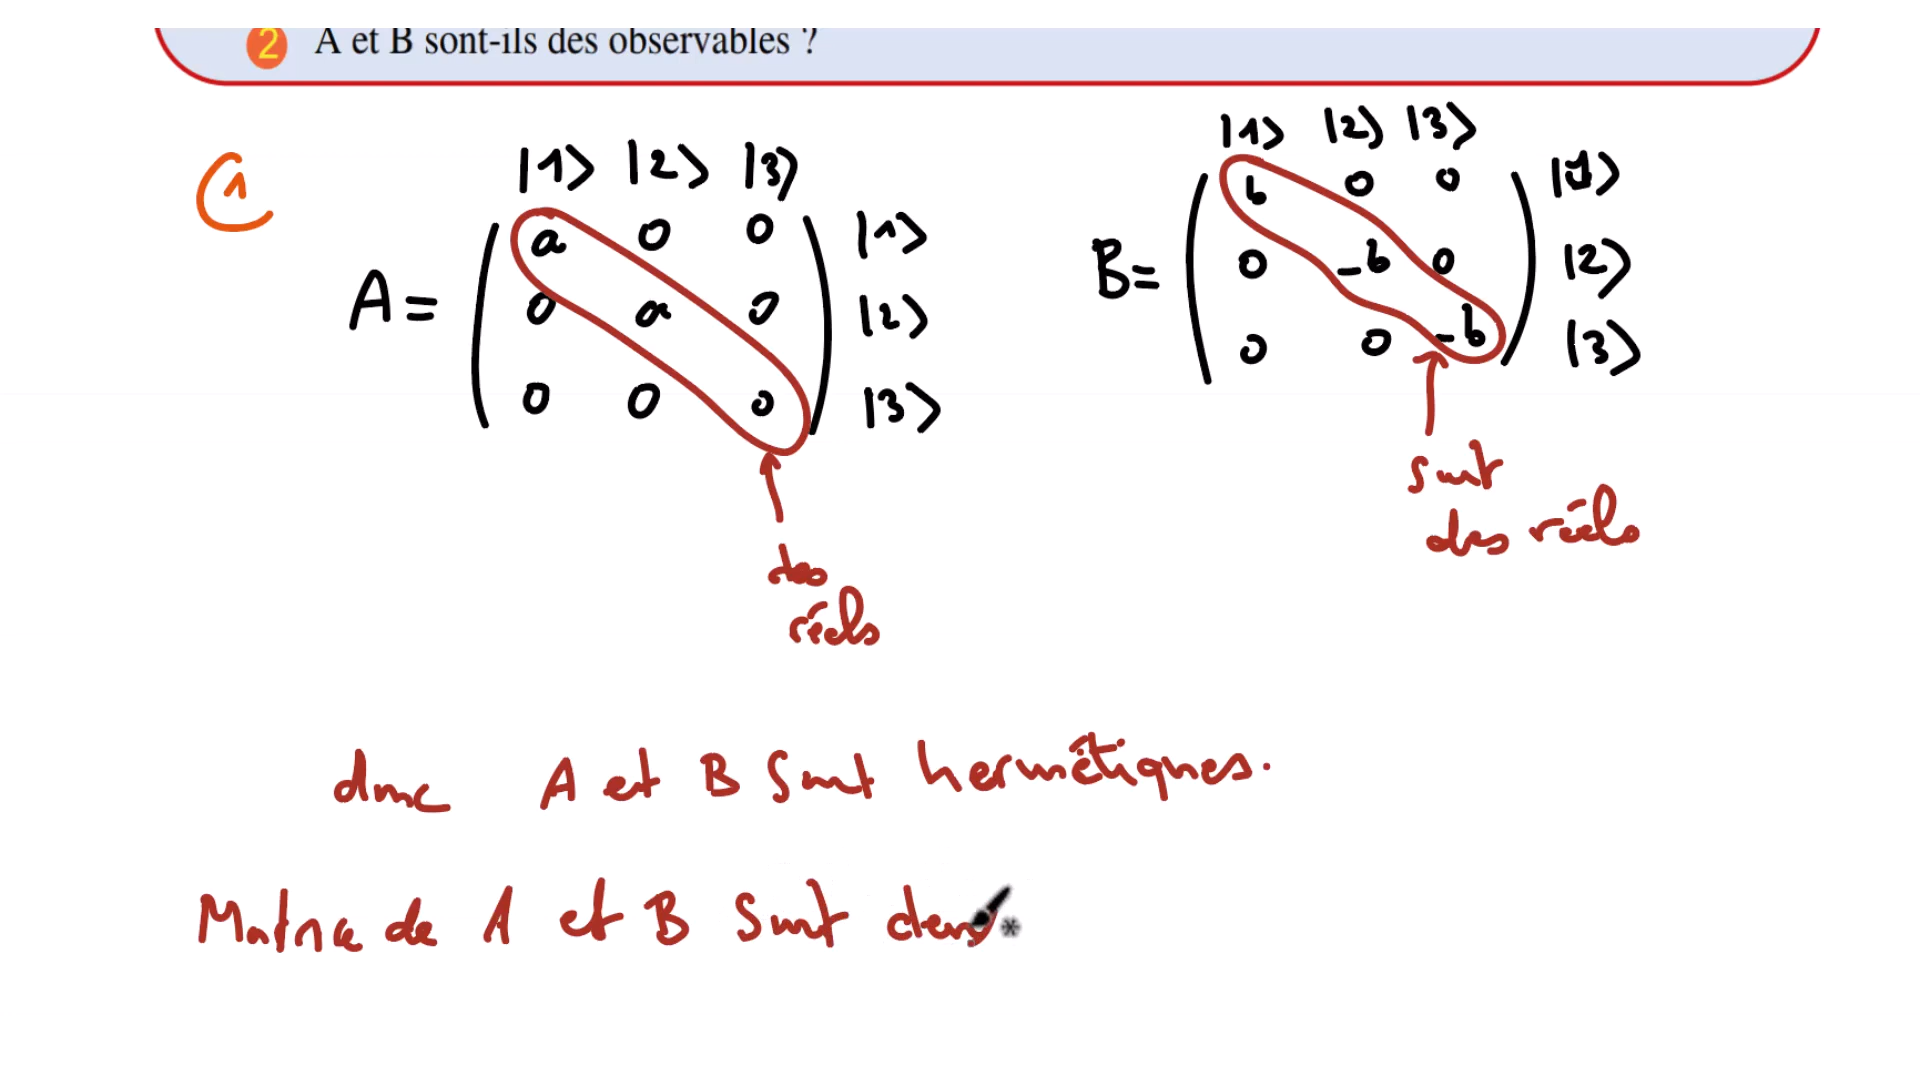 2 A et B sont-ils des observables ?
1
|1> |2> |3>
A = ( a 0 0 ) |1>
( 0 a 0 ) |2>
( 0 0 0 ) |3>
des
réels
|1> |2> |3>
B = ( b 0 0 ) |1>
( 0 -b 0 ) |2>
( 0 0 -b ) |3>
sont
des réels
donc A et B sont hermétiques.
Matrice de A et B sont